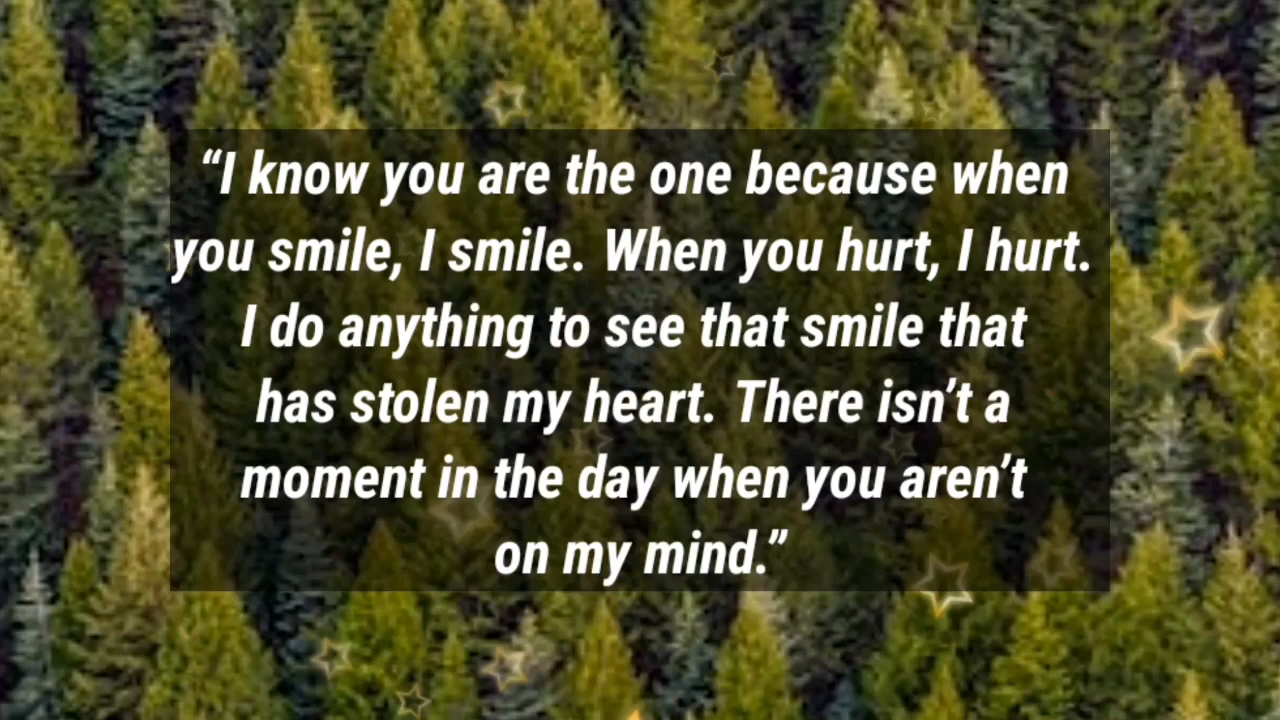 “I know you are the one because when
you smile, I smile. When you hurt, I hurt.
I do anything to see that smile that
has stolen my heart. There isn’t a
moment in the day when you aren’t
on my mind.”